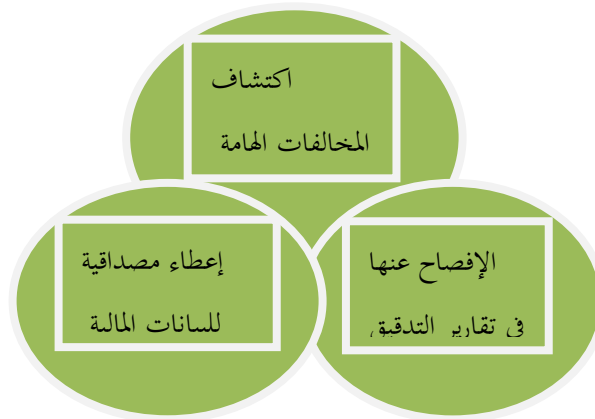 اكتشاف
المخالفات الهامة
الإفصاح عنها
في تقارير التدقيق
إعطاء مصداقية
للبيانات المالية